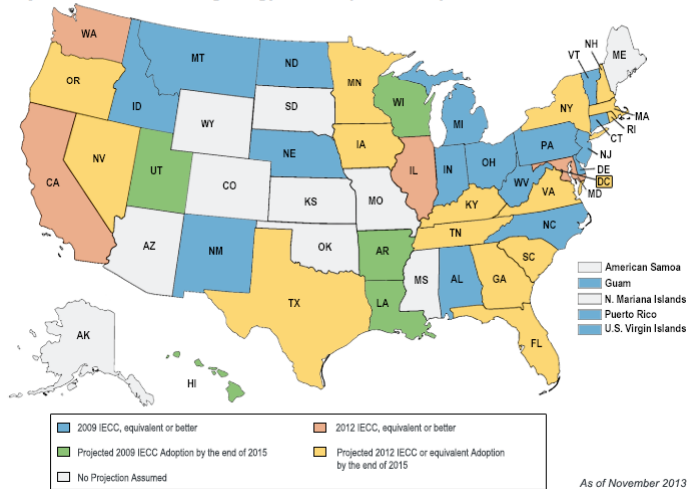 WA
MT
ND
MN
OR
ID
SD
WI
WY
MI
VT
NH
ME
NY
MA
RI
CT
NV
UT
CO
NE
IA
IL
IN
OH
PA
NJ
DE
DC
MD
WV
VA
CA
KS
MO
KY
NC
TN
AZ
NM
OK
AR
SC
MS
AL
GA
TX
LA
FL
AK
HI
American Samoa
Guam
N. Mariana Islands
Puerto Rico
U.S. Virgin Islands
2009 IECC, equivalent or better
2012 IECC, equivalent or better
Projected 2009 IECC Adoption by the end of 2015
Projected 2012 IECC or equivalent Adoption
by the end of 2015
No Projection Assumed
As of November 2013